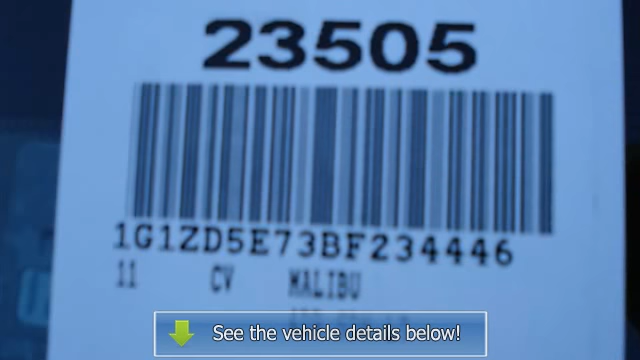 23505
1G1ZD5E73BF234446
11 CV MALIBU
See the vehicle details below!